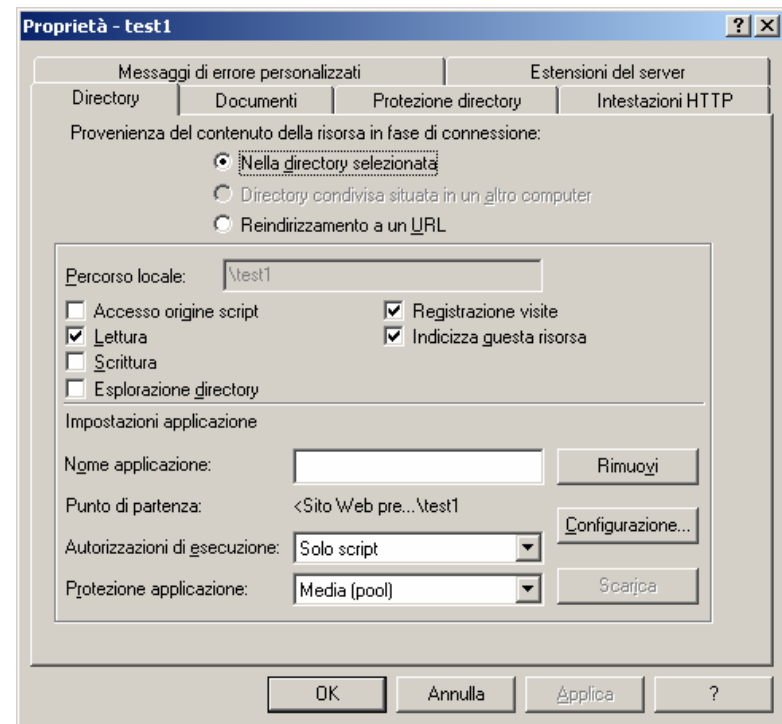 Proprietà - test1
Messaggi di errore personalizzati Estensioni del server
Directory Documenti Protezione directory Intestazioni HTTP
Provenienza del contenuto della risorsa in fase di connessione:
Nella directory selezionata
Directory condivisa situata in un altro computer
Reindirizzamento a un URL
Percorso locale: \test1
Accesso origine script Registrazione visite
Lettura Indicizza questa risorsa
Scrittura
Esplorazione directory
Impostazioni applicazione
Nome applicazione: Rimuovi
Punto di partenza: <Sito Web pre...\test1
Configurazione...
Autorizzazioni di esecuzione: Solo script
Protezione applicazione: Media (pool) Scarica
OK Annulla Applica ?